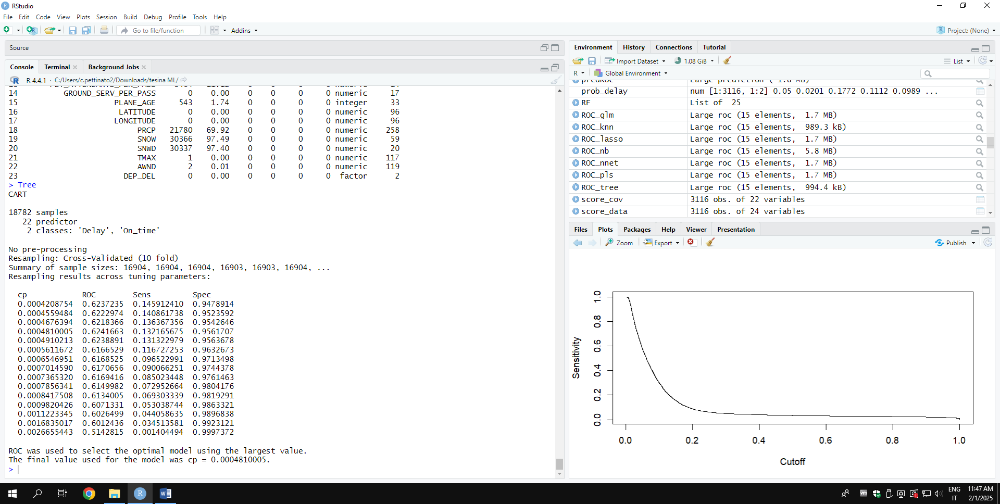 RStudio
File Edit Code View Plots Session Build Debug Profile Tools Help
Go to file/function Addins Project: (None)
Source
Console Terminal Background Jobs
R 4.4.1 · C:/Users/c.pettinato2/Downloads/tesina ML/
14 GROUND_SERV_PER_PASS 0 0.00 0 0 0 0 numeric 17
15 PLANE_AGE 543 1.74 0 0 0 0 integer 33
16 LATITUDE 0 0.00 0 0 0 0 numeric 96
17 LONGITUDE 0 0.00 0 0 0 0 numeric 96
18 PRCP 21780 69.92 0 0 0 0 numeric 258
19 SNOW 30366 97.49 0 0 0 0 numeric 59
20 SNWD 30337 97.40 0 0 0 0 numeric 20
21 TMAX 1 0.00 0 0 0 0 numeric 117
22 AWND 2 0.01 0 0 0 0 numeric 119
23 DEP_DEL 0 0.00 0 0 0 0 factor 2
> Tree
CART
18782 samples
22 predictor
2 classes: 'Delay', 'On_time'
No pre-processing
Resampling: Cross-Validated (10 fold)
Summary of sample sizes: 16904, 16904, 16904, 16903, 16903, 16904, ...
Resampling results across tuning parameters:
cp ROC Sens Spec
0.0004208754 0.6237235 0.145912410 0.9478914
0.0004559484 0.6222974 0.140861738 0.9523592
0.0004676394 0.6218366 0.136367356 0.9542646
0.0004810005 0.6241663 0.132165675 0.9561707
0.0004910213 0.6238891 0.131322979 0.9563678
0.0005611672 0.6166529 0.116727253 0.9632673
0.0006546951 0.6168525 0.096522991 0.9713498
0.0007014590 0.6170656 0.090066251 0.9744378
0.0007365320 0.6169416 0.085023448 0.9761463
0.0007856341 0.6149982 0.072952664 0.9804176
0.0008417508 0.6134005 0.069303339 0.9819291
0.0009820426 0.6071331 0.053038744 0.9863321
0.0011223345 0.6026499 0.044058635 0.9896838
0.0016835017 0.6012436 0.034513581 0.9923121
0.0026655443 0.5142815 0.001404494 0.9997372
ROC was used to select the optimal model using the largest value.
The final value used for the model was cp = 0.0004810005.
>
Environment History Connections Tutorial
Import Dataset 1.08 GiB List
R Global Environment
prob_delay num [1:3116, 1:2] 0.05 0.0201 0.1772 0.1112 0.0989 ...
RF List of 25
ROC_glm Large roc (15 elements, 1.7 MB)
ROC_knn Large roc (15 elements, 989.3 kB)
ROC_lasso Large roc (15 elements, 1.7 MB)
ROC_nb Large roc (15 elements, 5.8 MB)
ROC_nnet Large roc (15 elements, 1.7 MB)
ROC_pls Large roc (15 elements, 1.7 MB)
ROC_tree Large roc (15 elements, 994.4 kB)
score_cov 3116 obs. of 22 variables
score_data 3116 obs. of 24 variables
Files Plots Packages Help Viewer Presentation
Zoom Export Publish
Sensitivity
1.0
0.8
0.6
0.4
0.2
0.0
0.0 0.2 0.4 0.6 0.8 1.0
Cutoff
ENG
IT
11:47 AM
2/1/2025